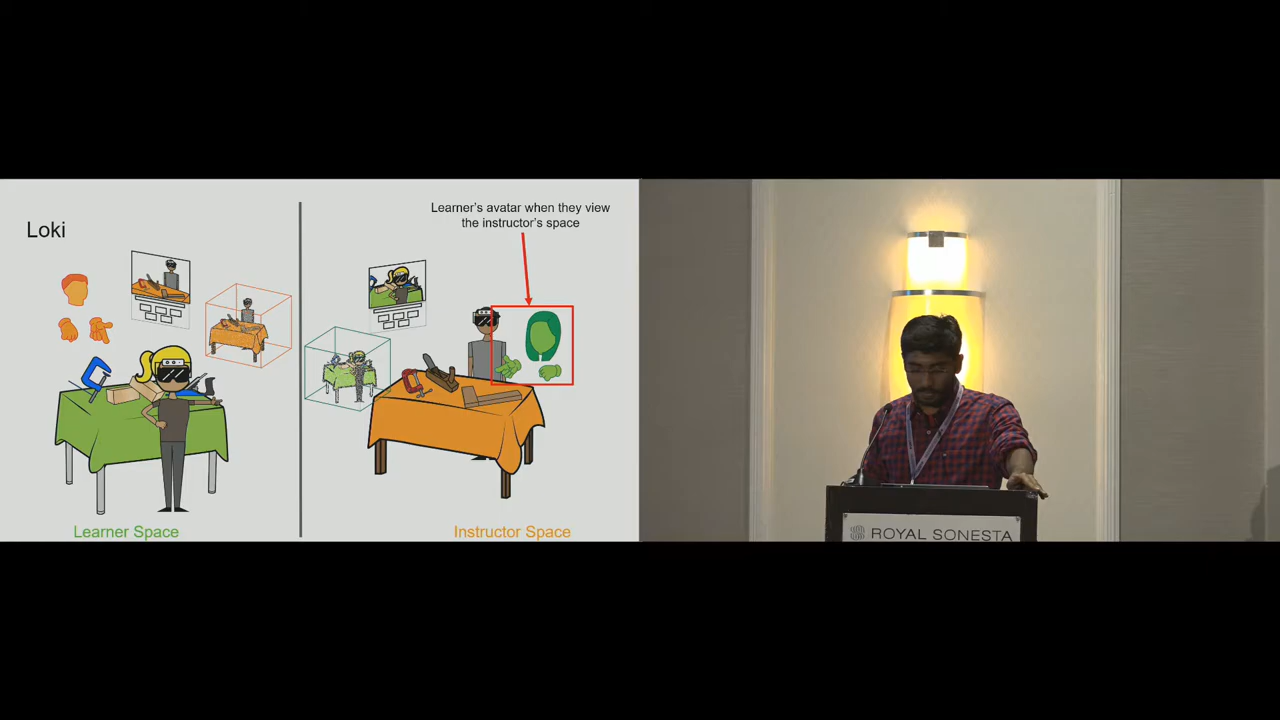 Loki
Learner's avatar when they view
the instructor's space
Learner Space
Instructor Space
ROYAL SONESTA